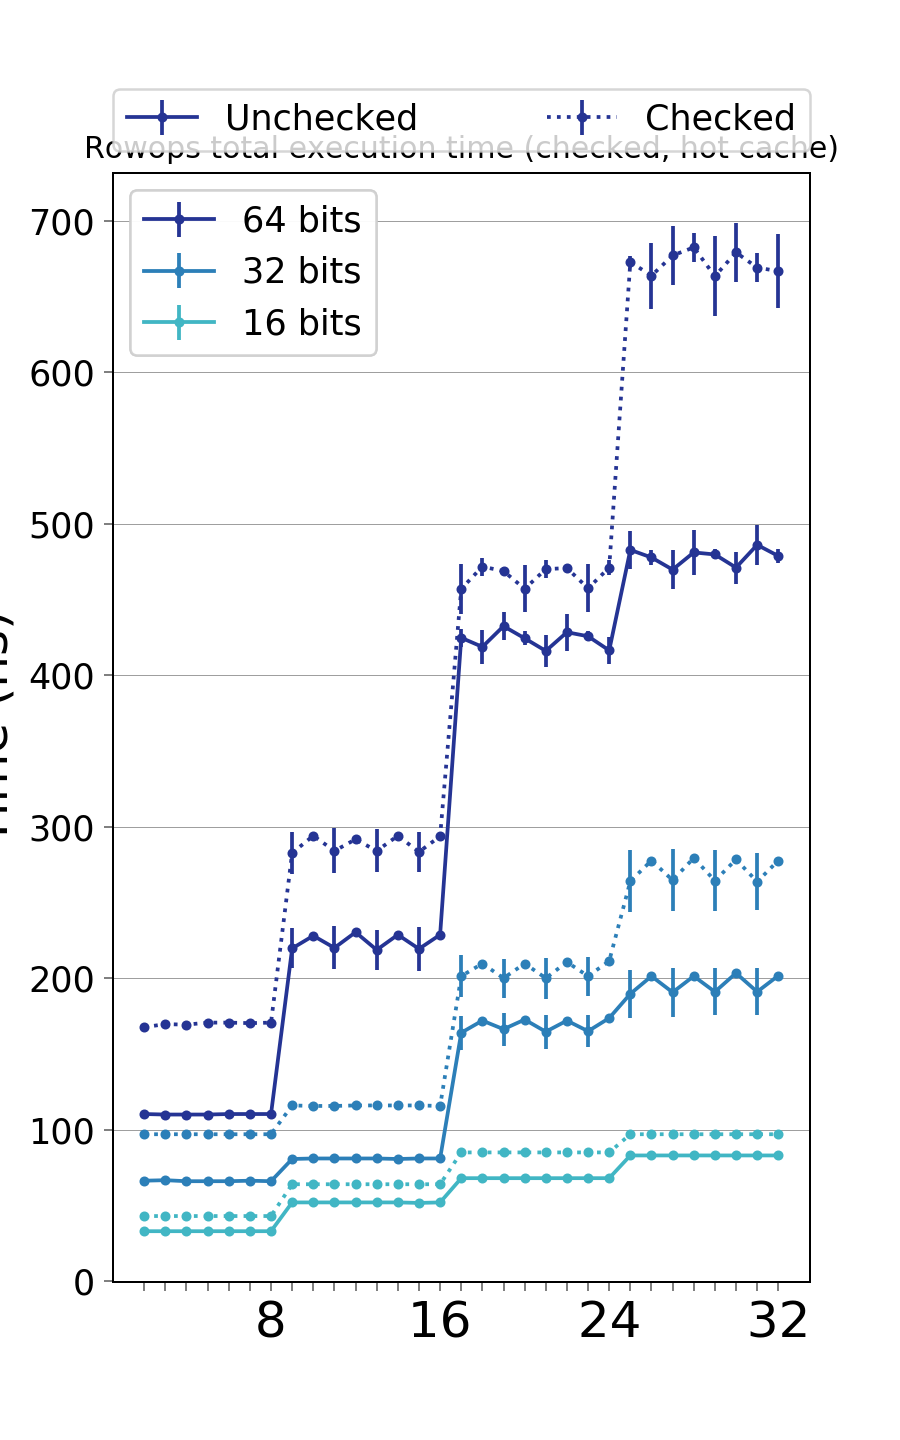 Unchecked Checked
Rowops total execution time (checked, hot cache)
64 bits
32 bits
16 bits
700
600
500
400
300
200
100
0
8 16 24 32